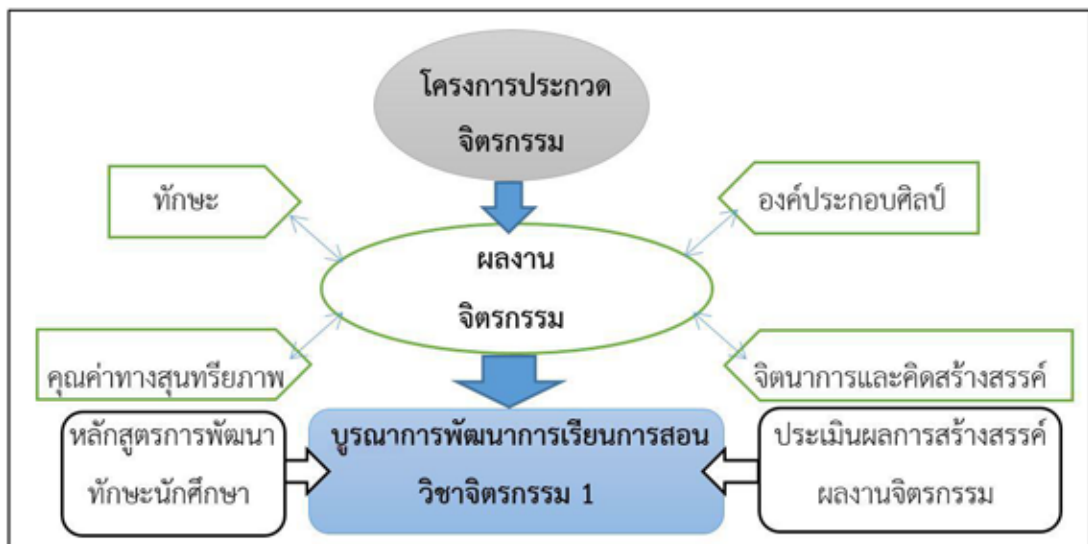 โครงการประกวด
จิตรกรรม
ทักษะ
องค์ประกอบศิลป์
ผลงาน
จิตรกรรม
คุณค่าทางสุนทรียภาพ
จิตนาการและคิดสร้างสรรค์
หลักสูตรการพัฒนา
ทักษะนักศึกษา
บูรณาการพัฒนาการเรียนการสอน
วิชาจิตรกรรม 1
ประเมินผลการสร้างสรรค์
ผลงานจิตรกรรม